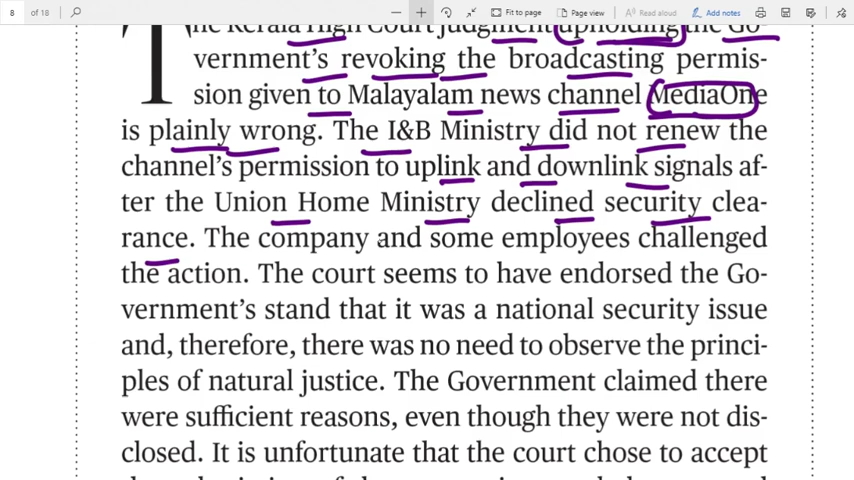 8 of 18 Fit to page Page view Read aloud Add notes
The Kerala High Court judgment upholding the Go-
vernment's revoking the broadcasting permis-
sion given to Malayalam news channel MediaOne
is plainly wrong. The I&B Ministry did not renew the
channel's permission to uplink and downlink signals af-
ter the Union Home Ministry declined security clea-
rance. The company and some employees challenged
the action. The court seems to have endorsed the Go-
vernment's stand that it was a national security issue
and, therefore, there was no need to observe the princi-
ples of natural justice. The Government claimed there
were sufficient reasons, even though they were not dis-
closed. It is unfortunate that the court chose to accept